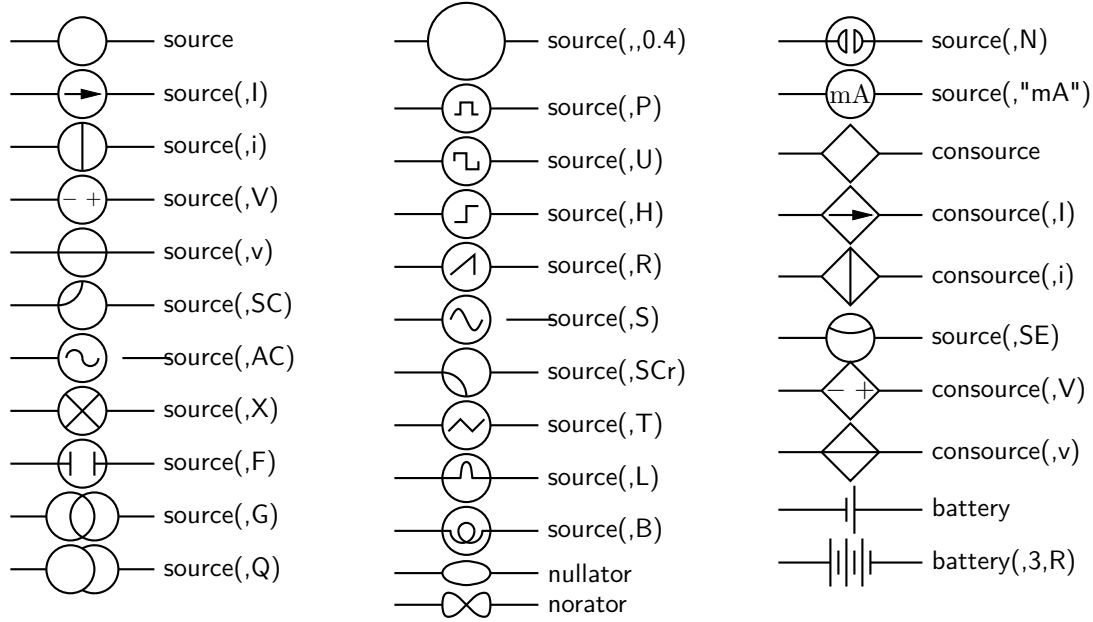 source
source(,I)
source(,i)
− +
source(,V)
source(,v)
source(,SC)
source(,AC)
source(,X)
source(,F)
source(,G)
source(,Q)
source(,,0.4)
source(,P)
source(,U)
source(,H)
source(,R)
source(,S)
source(,SCr)
source(,T)
source(,L)
source(,B)
nullator
norator
source(,N)
mA
source(,"mA")
consource
consource(,I)
consource(,i)
source(,SE)
− +
consource(,V)
consource(,v)
battery
battery(,3,R)